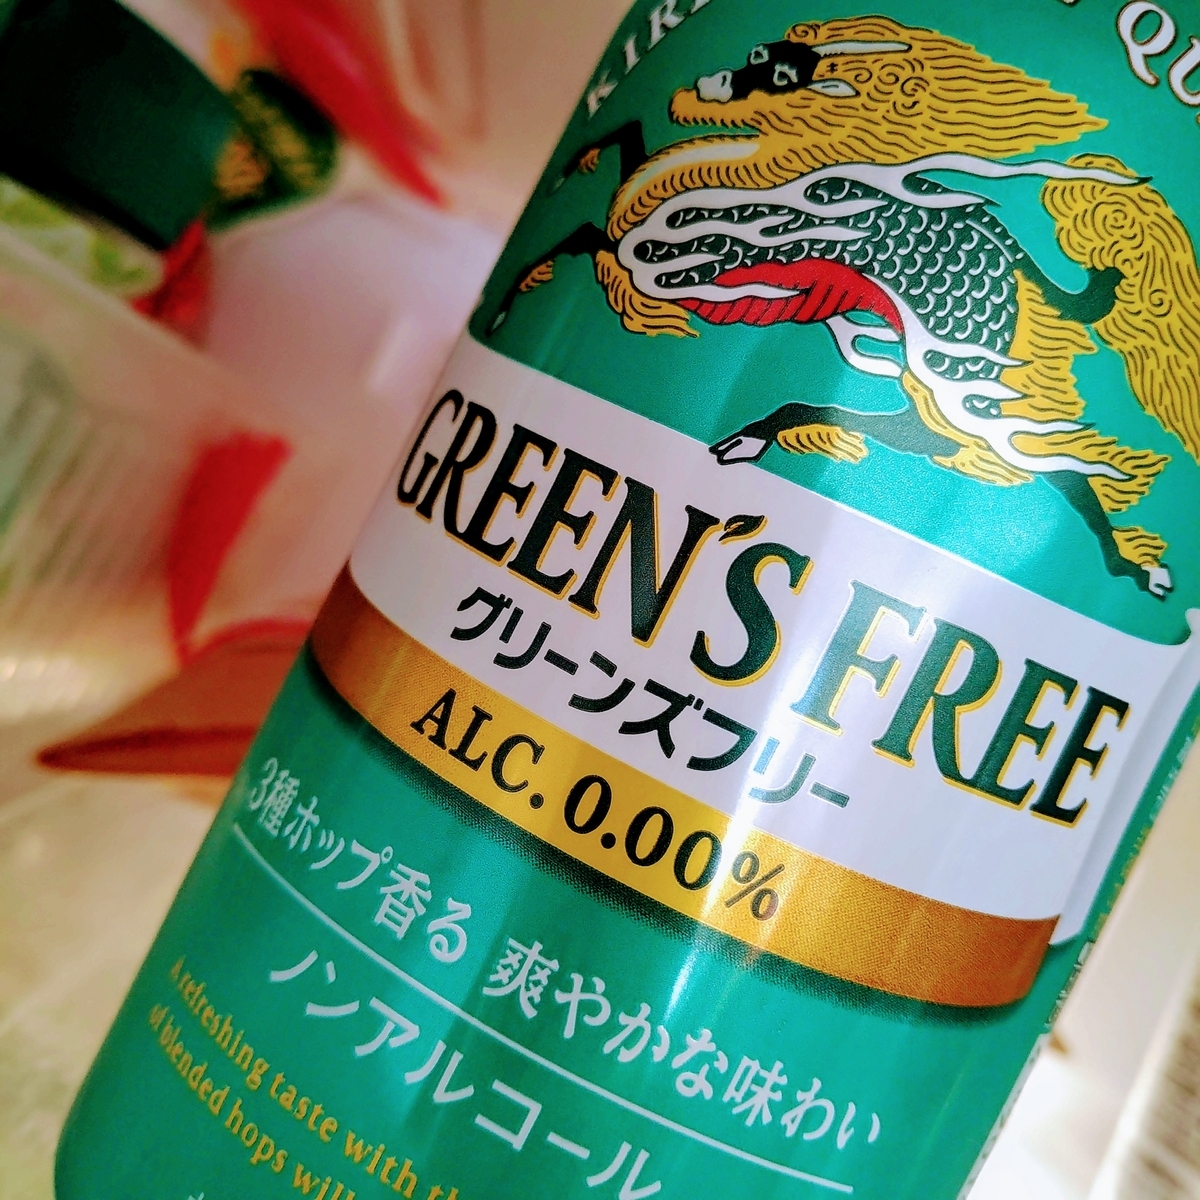 KIRIN
GREEN'S FREE
グリーンズフリー
ALC. 0.00%
3種ホップ香る 爽やかな味わい
ノンアルコール
A refreshing taste with
of blended hops will